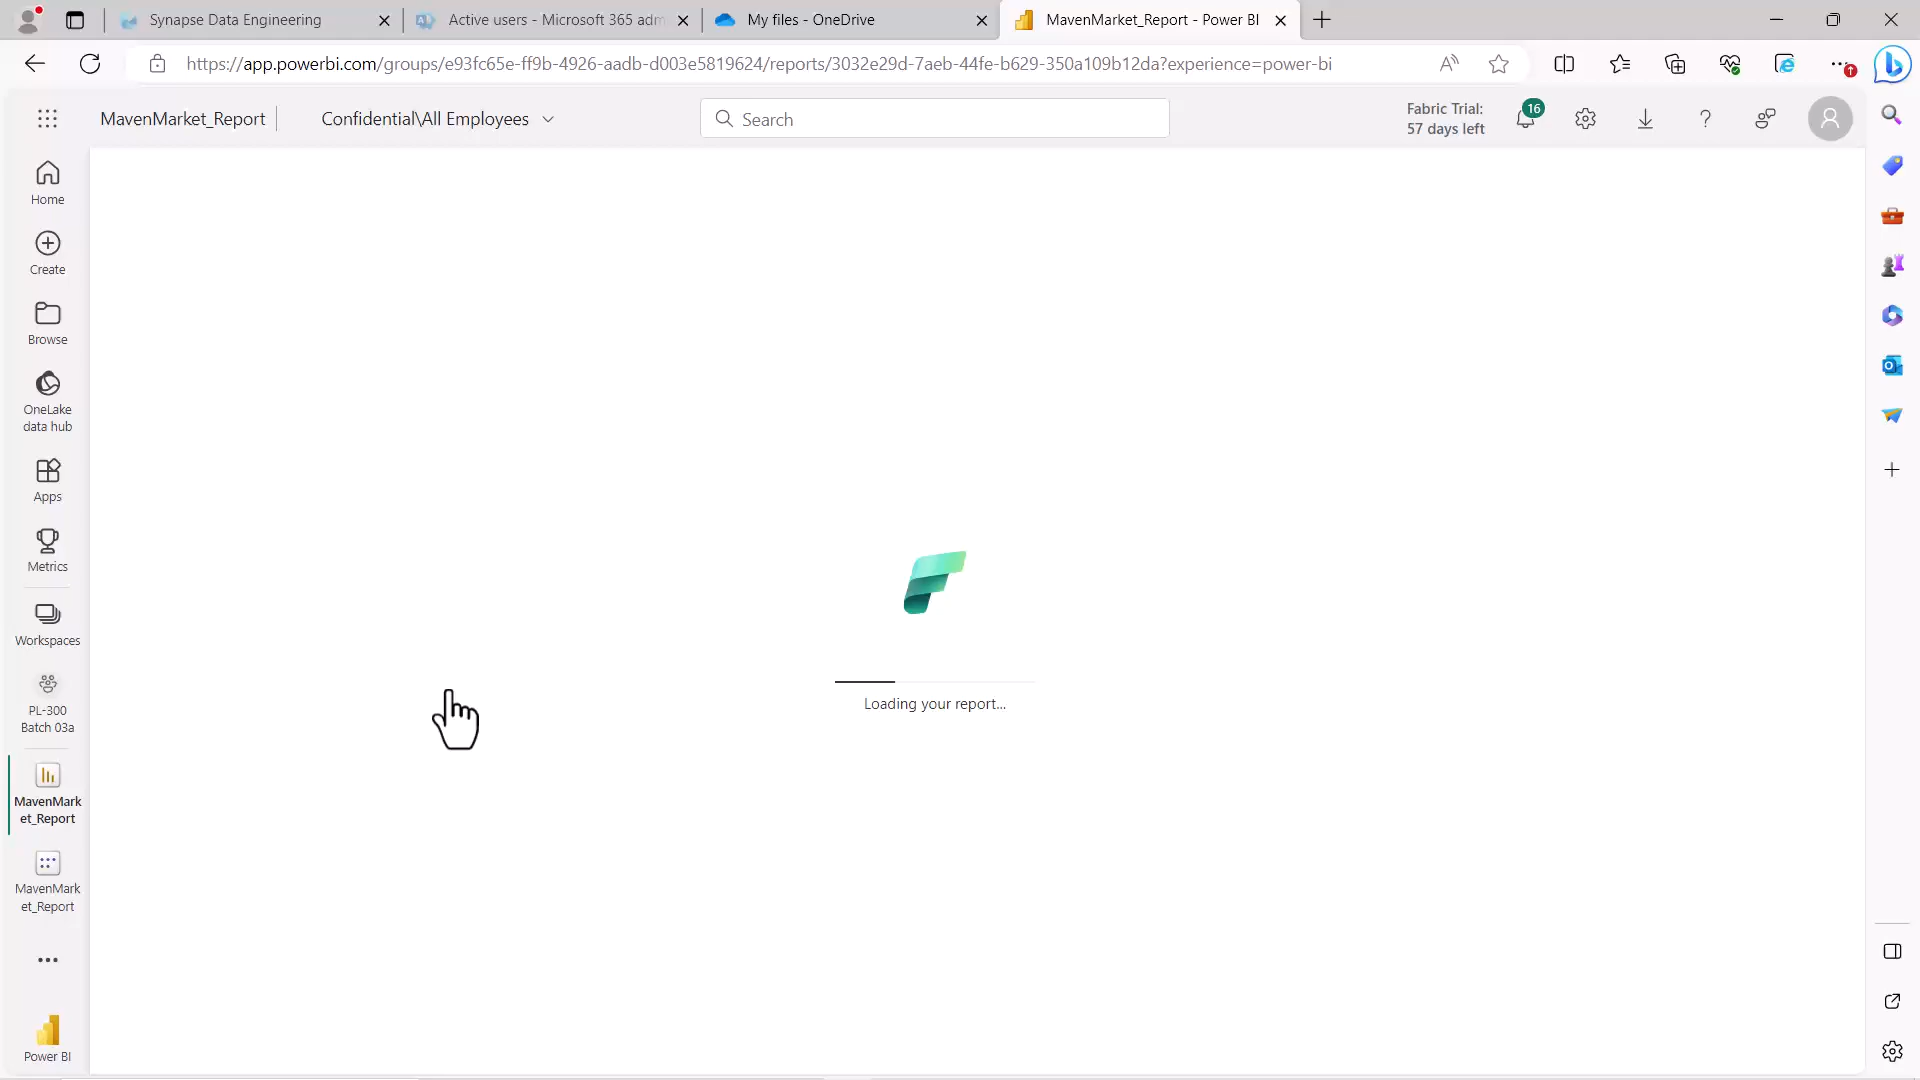 Synapse Data Engineering
Active users - Microsoft 365 adm
My files - OneDrive
MavenMarket_Report - Power BI
https://app.powerbi.com/groups/e93fc65e-ff9b-4926-aadb-d003e5819624/reports/3032e29d-7aeb-44fe-b629-350a109b12da?experience=power-bi
MavenMarket_Report
Confidential\All Employees
Search
Fabric Trial:
57 days left
16
Home
Create
Browse
OneLake
data hub
Apps
Metrics
Workspaces
PL-300
Batch 03a
MavenMark
et_Report
MavenMark
et_Report
Power BI
Loading your report...